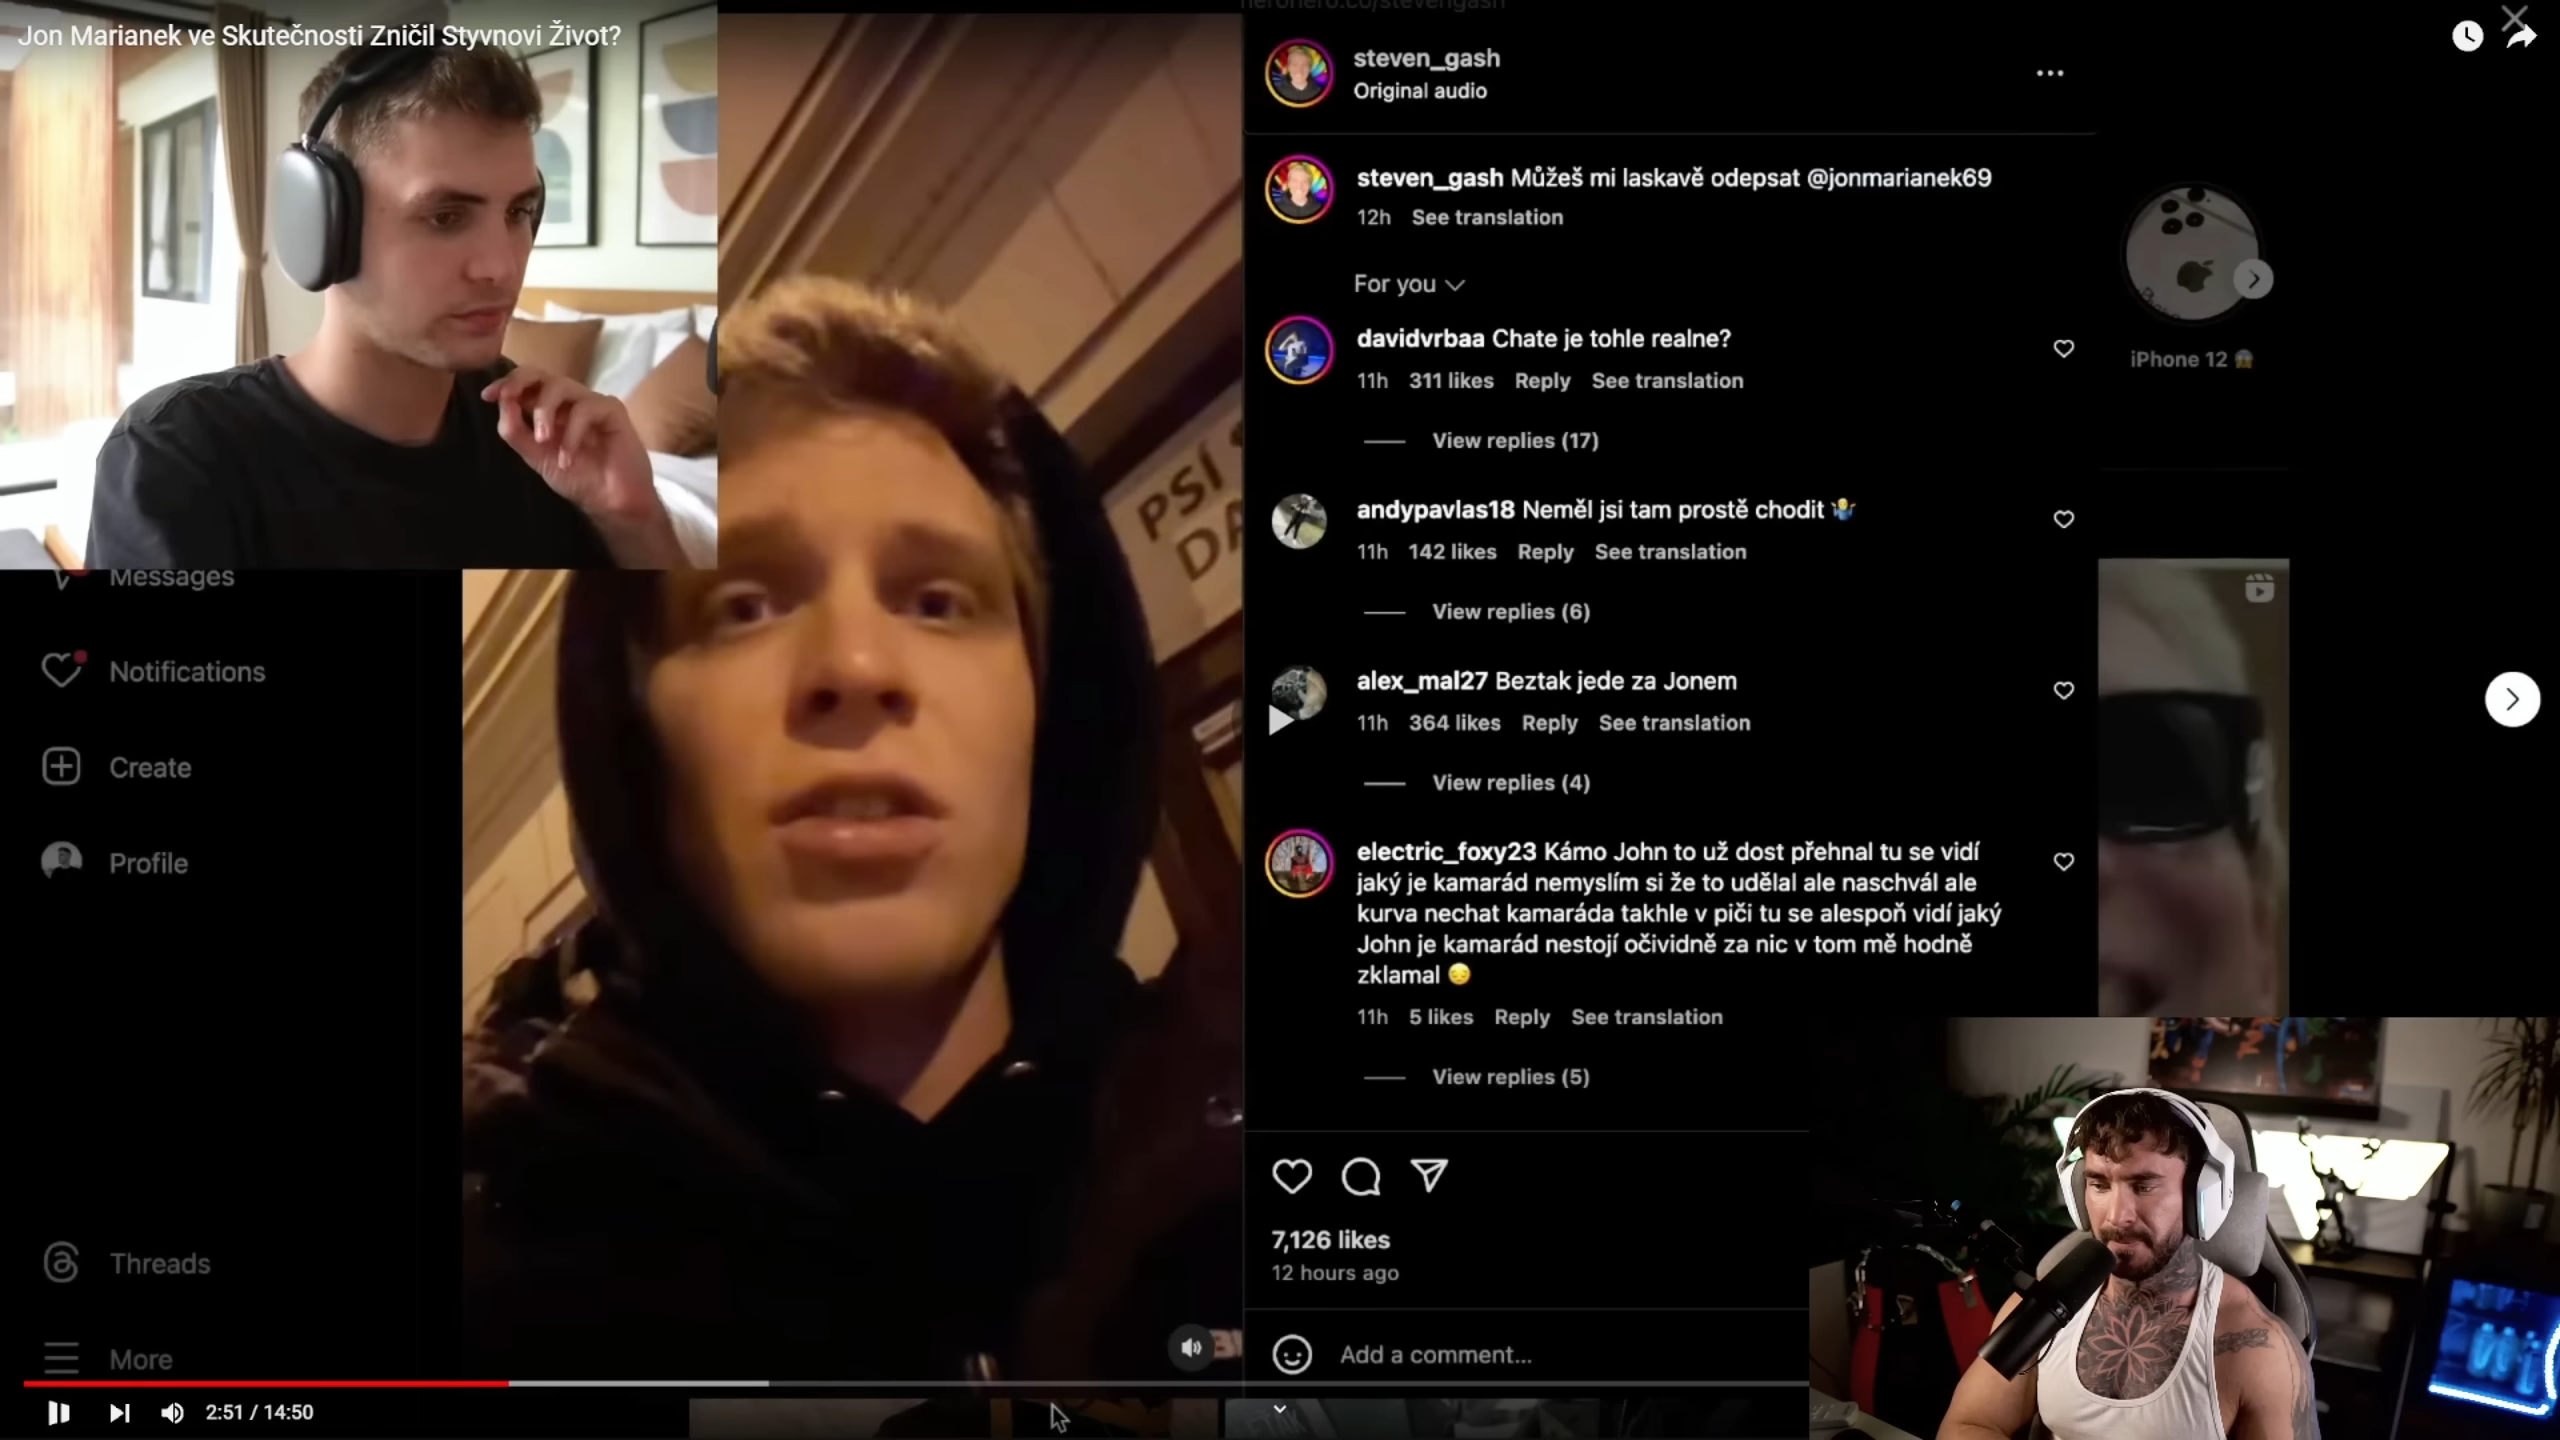 Jon Marianek ve Skutečnosti Zničil Styvnovi Život?
steven_gash
Original audio
steven_gash Můžeš mi laskavě odepsat @jonmarianek69
12h See translation
For you
davidvrbaa Chate je tohle realne?
11h 311 likes Reply See translation
View replies (17)
andypavlas18 Neměl jsi tam prostě chodit 🤷
11h 142 likes Reply See translation
View replies (6)
alex_mal27 Beztak jede za Jonem
11h 364 likes Reply See translation
View replies (4)
electric_foxy23 Kámo John to už dost přehnal tu se vidí
jaký je kamarád nemyslím si že to udělal ale naschvál ale
kurva nechat kamaráda takhle v piči tu se alespoň vidí jaký
John je kamarád nestojí očividně za nic v tom mě hodně
zklamal 😔
11h 5 likes Reply See translation
View replies (5)
7,126 likes
12 hours ago
Add a comment...
iPhone 12 😱
PSÍ
Messages
Notifications
Create
Profile
Threads
More
2:51 / 14:50